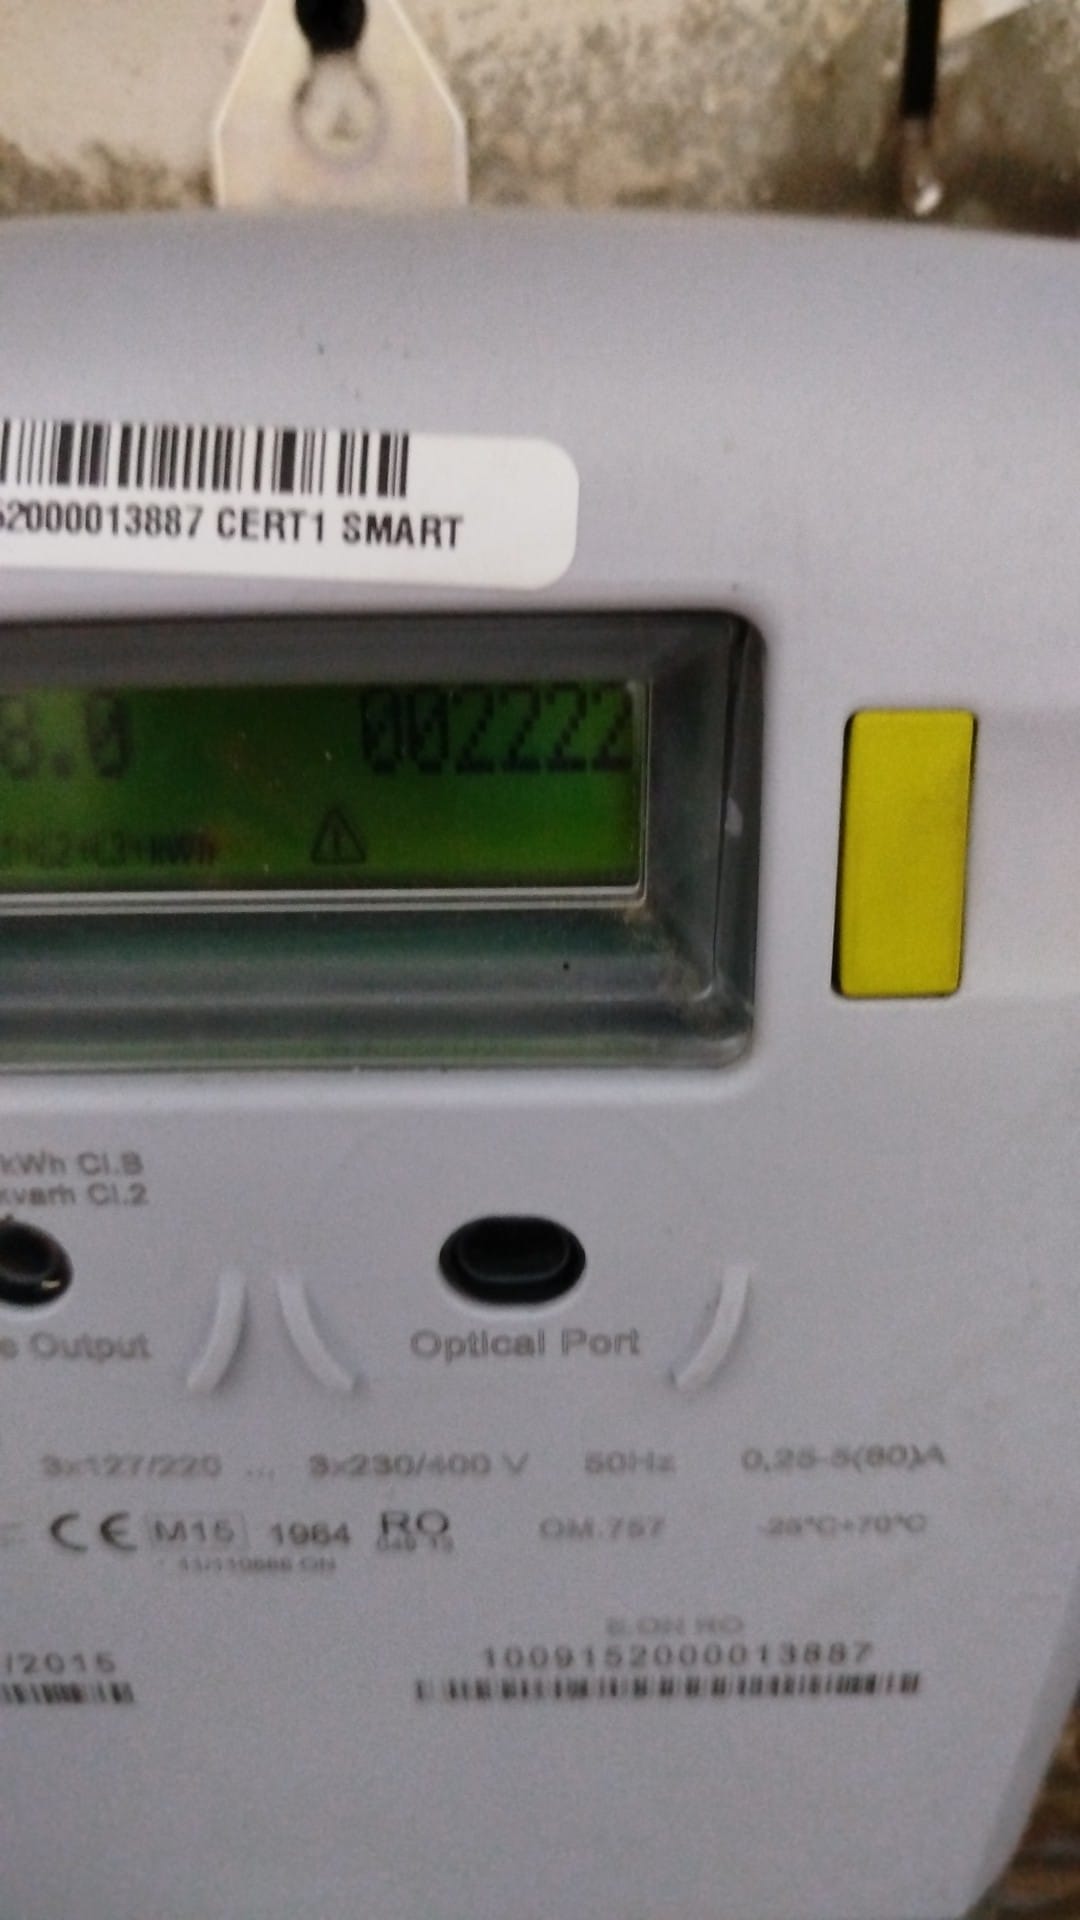 52000013887 CERT1 SMART
8.0 002222
kWh Cl.B
kvarh Cl.2
e Output
Optical Port
3x127/220 ... 3x230/400 V 50Hz 0,25-5(80)A
CE M15 1964 RO OM.757 -25°C+70°C
E.ON RO
/2015 1009152000013887